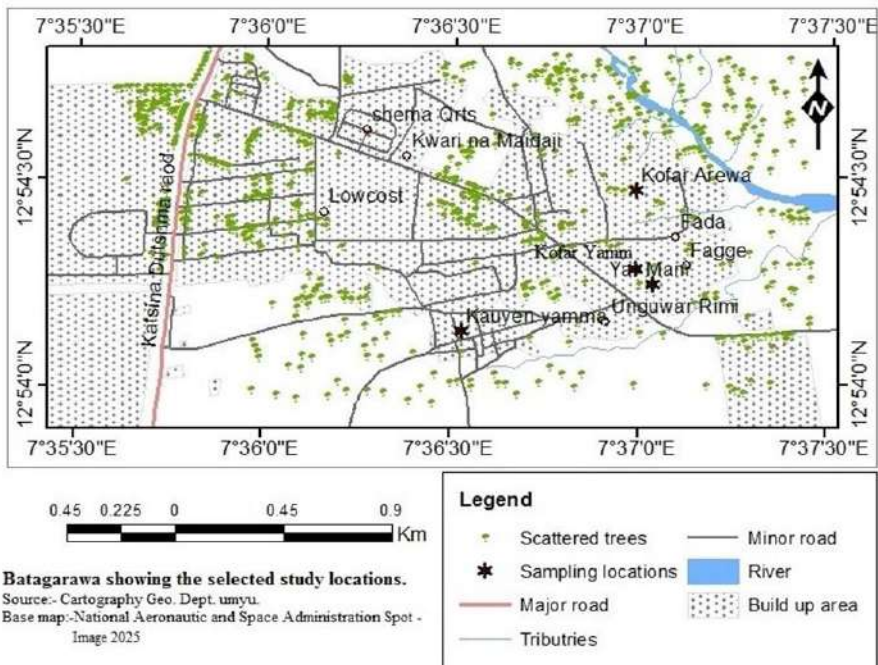 7°35'30"E 7°36'0"E 7°36'30"E 7°37'0"E 7°37'30"E
12°54'30"N
12°54'0"N
N
shema Qrts
Kwari na Maidaji
Kofar Arewa
Lowcost
Fada
Kofar Yamm
Fagge
Yar Mani
Unguwar Rimi
Kauyen yamma
Katsina Dutsinma raod
12°54'30"N
12°54'0"N
7°35'30"E 7°36'0"E 7°36'30"E 7°37'0"E 7°37'30"E
0.45 0.225 0 0.45 0.9
Km
Batagarawa showing the selected study locations.
Source:- Cartography Geo. Dept. umyu.
Base map:-National Aeronautic and Space Administration Spot -
Image 2025
Legend
Scattered trees
Sampling locations
Major road
Tributries
Minor road
River
Build up area